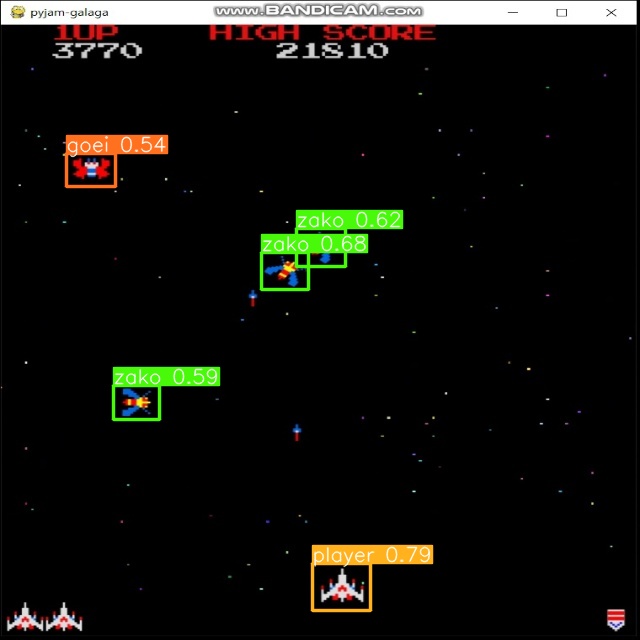 pyjam-galaga
www.BANDICAM.com
1UP HIGH SCORE
3770 21810
goei 0.54
zako 0.62
zako 0.68
zako 0.59
player 0.79